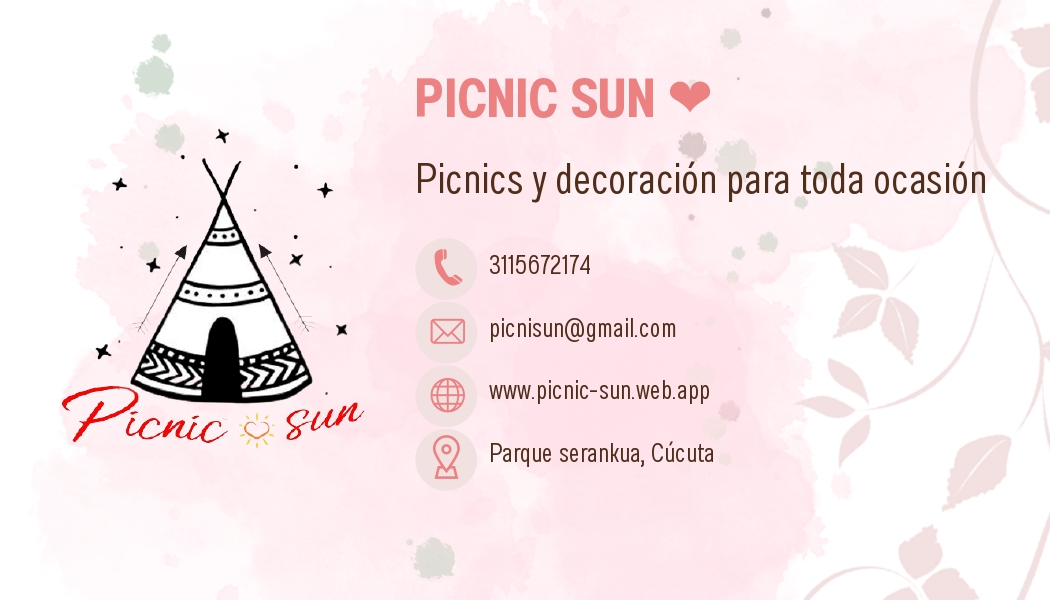 PICNIC SUN ❤
Picnics y decoración para toda ocasión
3115672174
picnisun@gmail.com
www.picnic-sun.web.app
Parque serankua, Cúcuta
Picnic sun